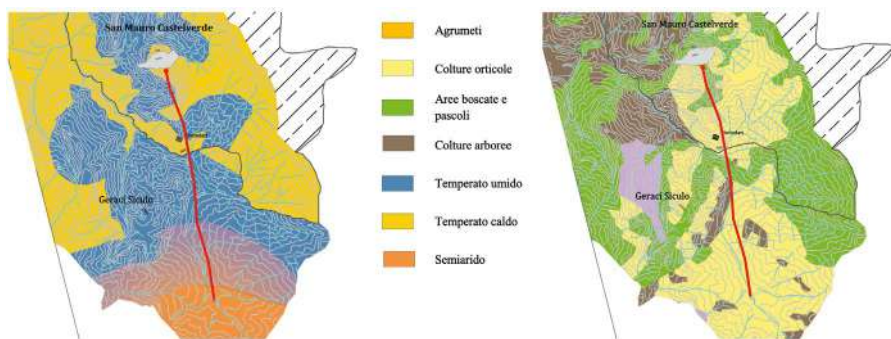 San Mauro Castelverde
Geraci Siculo
Agrumeti
Colture orticole
Aree boscate e
pascoli
Colture arboree
Temperato umido
Temperato caldo
Semiarido
San Mauro Castelverde
Geraci Siculo